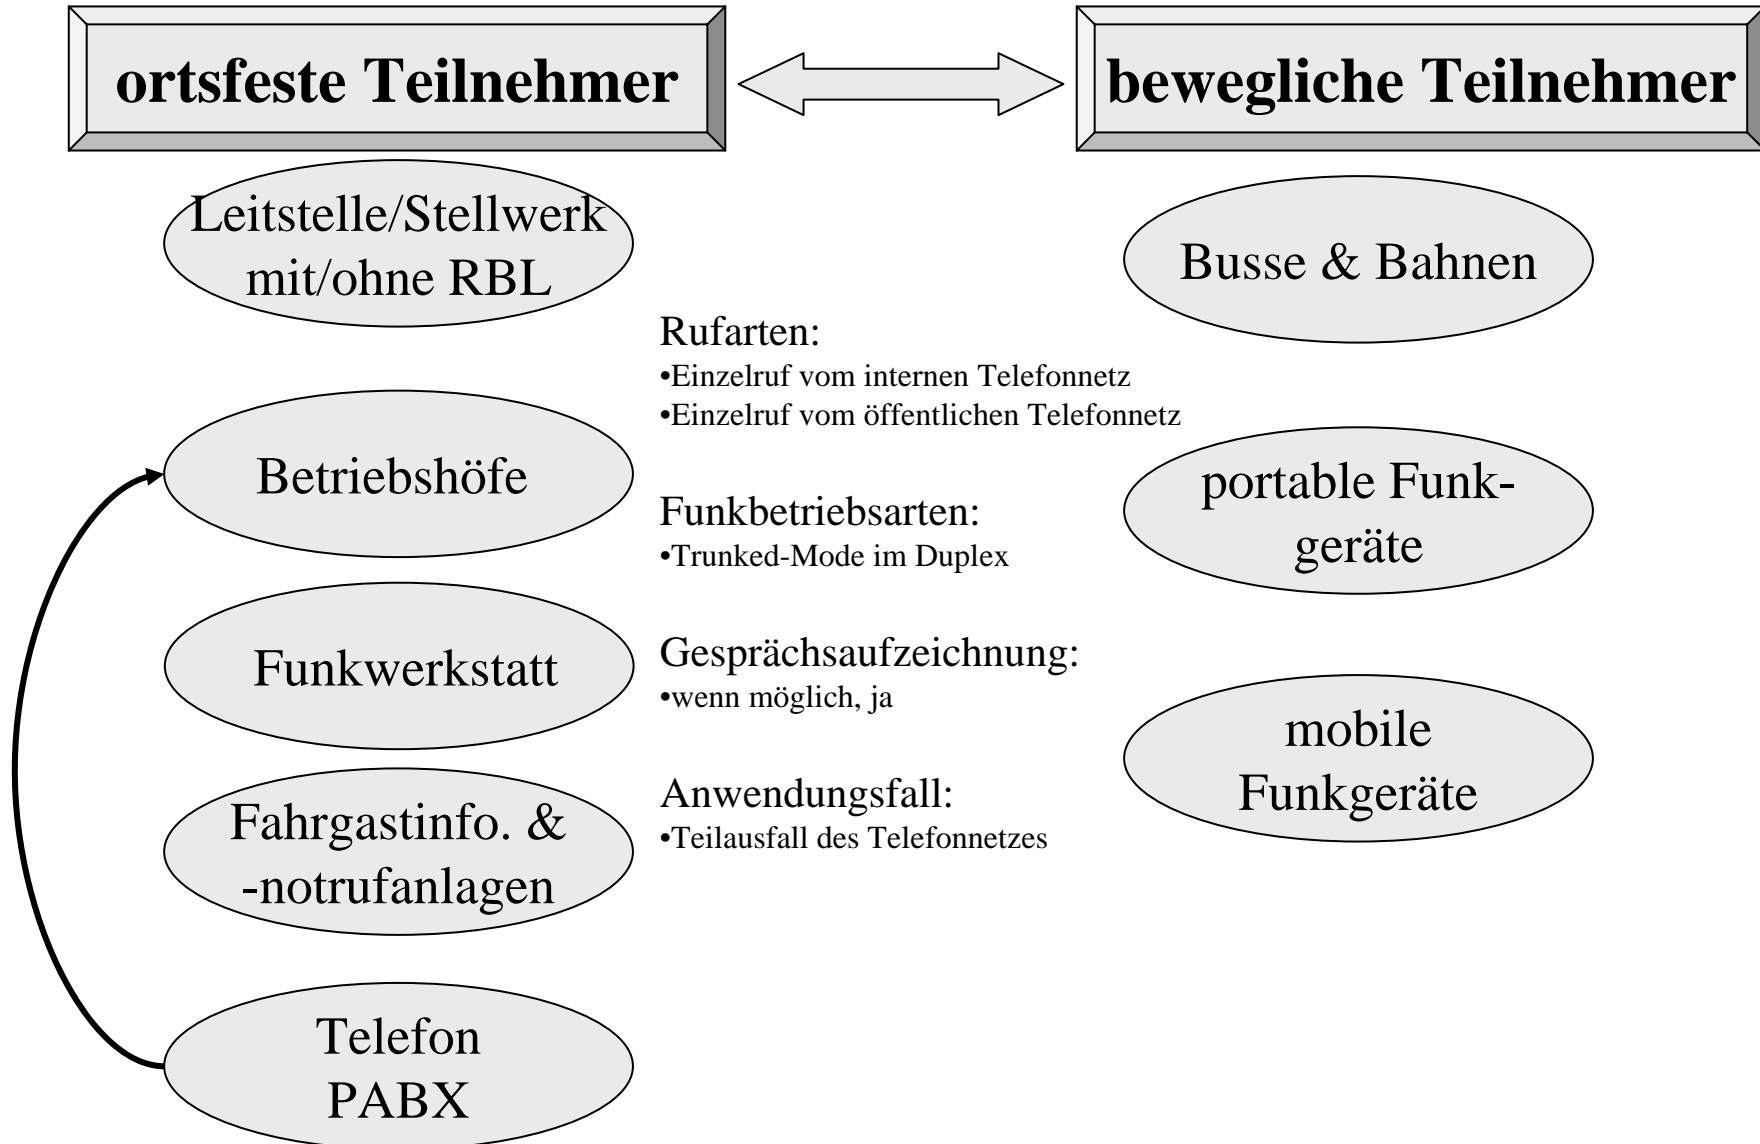 ortsfeste Teilnehmer
bewegliche Teilnehmer
Leitstelle/Stellwerk
mit/ohne RBL
Betriebshöfe
Funkwerkstatt
Fahrgastinfo. &
-notrufanlagen
Telefon
PABX
Rufarten:
•Einzelruf vom internen Telefonnetz
•Einzelruf vom öffentlichen Telefonnetz
Funkbetriebsarten:
•Trunked-Mode im Duplex
Gesprächsaufzeichnung:
•wenn möglich, ja
Anwendungsfall:
•Teilausfall des Telefonnetzes
Busse & Bahnen
portable Funk-
geräte
mobile
Funkgeräte